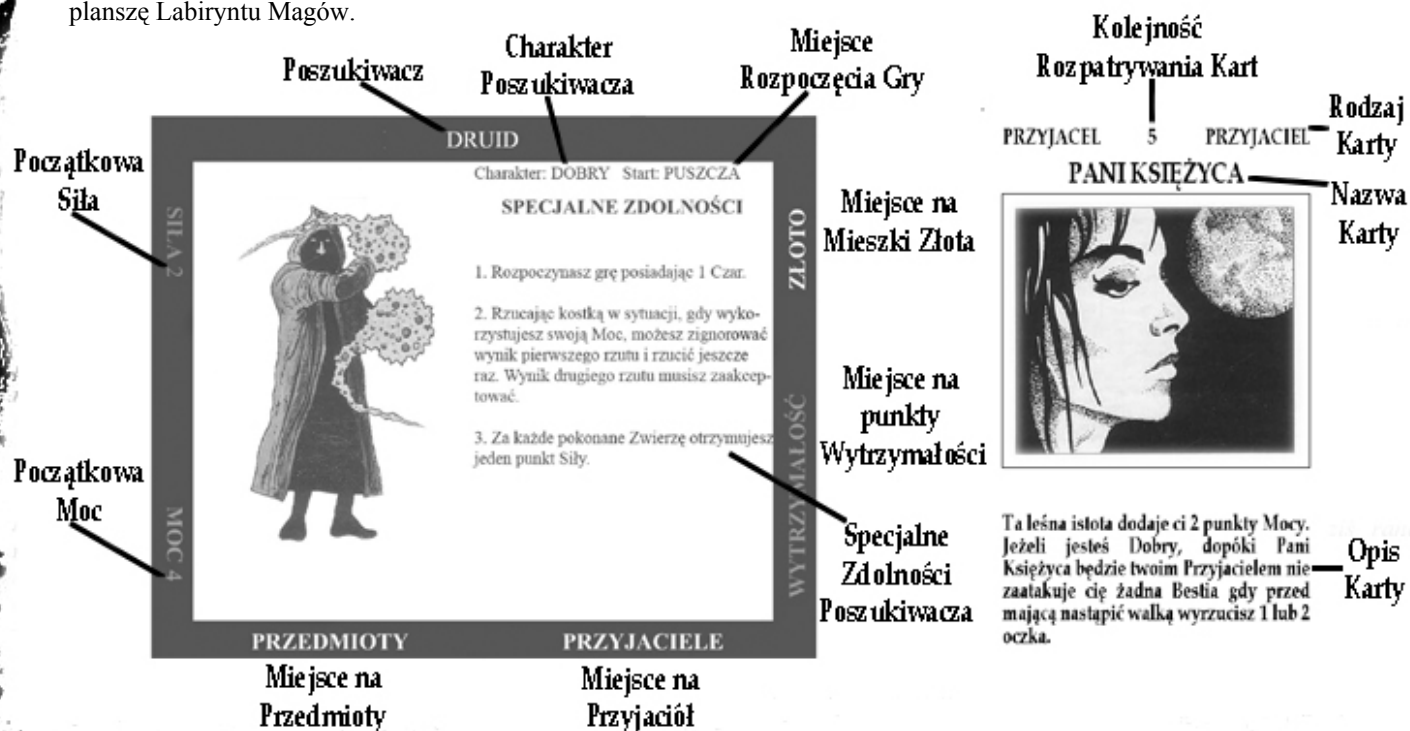 planszę Labiryntu Magów.
Poszukiwacz
Charakter
Poszukiwacza
Miejsce
Rozpoczęcia Gry
Początkowa
Siła
Początkowa
Moc
DRUID
SIŁA 2
MOC 4
Charakter: DOBRY Start: PUSZCZA
SPECJALNE ZDOLNOŚCI
1. Rozpoczynasz grę posiadając 1 Czar.
2. Rzucając kostką w sytuacji, gdy wyko-
rzystujesz swoją Moc, możesz zignorować
wynik pierwszego rzutu i rzucić jeszcze
raz. Wynik drugiego rzutu musisz zaakcep-
tować.
3. Za każde pokonane Zwierzę otrzymujesz
jeden punkt Siły.
ZŁOTO
WYTRZYMAŁOŚĆ
PRZEDMIOTY
PRZYJACIELE
Miejsce na
Przedmioty
Miejsce na
Przyjaciół
Miejsce na
Mieszki Złota
Miejsce na
punkty
Wytrzymałości
Specjalne
Zdolności
Poszukiwacza
Kolejność
Rozpatrywania Kart
PRZYJACEL 5 PRZYJACIEL
PANI KSIĘŻYCA
Rodzaj
Karty
Nazwa
Karty
Ta leśna istota dodaje ci 2 punkty Mocy.
Jeżeli jesteś Dobry, dopóki Pani
Księżyca będzie twoim Przyjacielem nie
zaatakuje cię żadna Bestia gdy przed
mającą nastąpić walką wyrzucisz 1 lub 2
oczka.
Opis
Karty